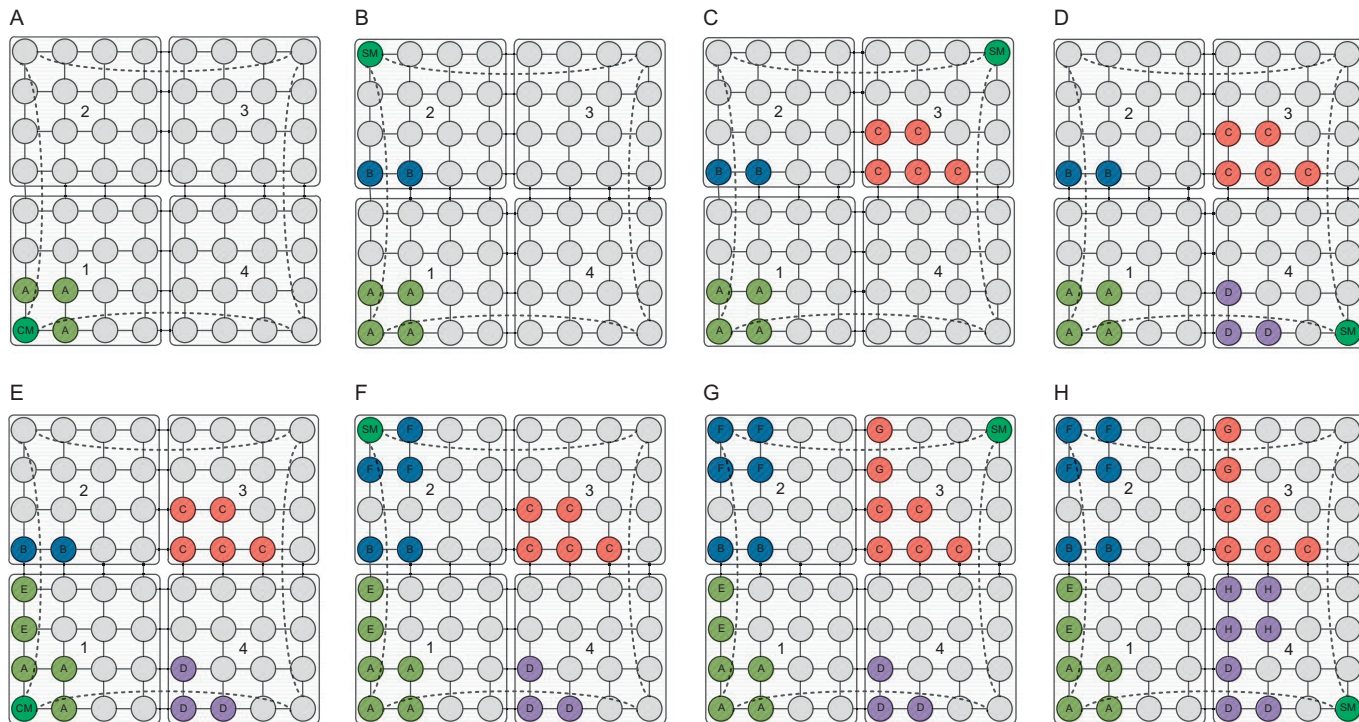 A
2 3
1 4
A A
CM A
B
SM
2 3
B B
1 4
A A
A A
C
SM
2 3
C C
B B C C C
1 4
A A
A A
D
2 3
C C
B B C C C
1 4
A A D
A A D D SM
E
2 3
C C
B B C C C
E
E
1 4
A A D
CM A D D
F
SM F
F F
2 3
C C
B B C C C
E
E
1 4
A A D
A A D D
G
F F G SM
F F G
2 3
C C
B B C C C
E
E
1 4
A A D
A A D D
H
F F G
F F G
2 3
C C
B B C C C
E H H
E H H
1 4
A A D
A A D D SM